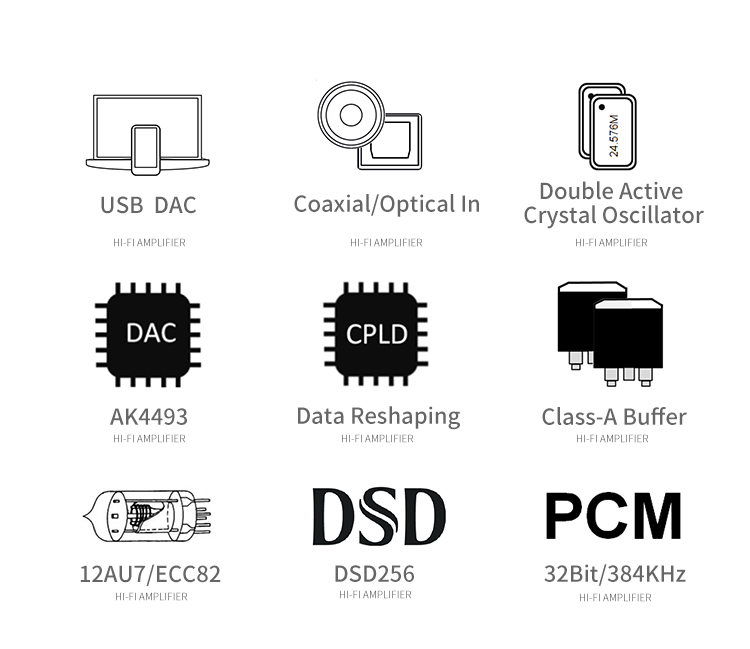 USB DAC
HI-FI AMPLIFIER
Coaxial/Optical In
HI-FI AMPLIFIER
24.576M
Double Active
Crystal Oscillator
HI-FI AMPLIFIER
DAC
AK4493
HI-FI AMPLIFIER
CPLD
Data Reshaping
HI-FI AMPLIFIER
Class-A Buffer
HI-FI AMPLIFIER
12AU7/ECC82
HI-FI AMPLIFIER
DSD
DSD256
HI-FI AMPLIFIER
PCM
32Bit/384KHz
HI-FI AMPLIFIER